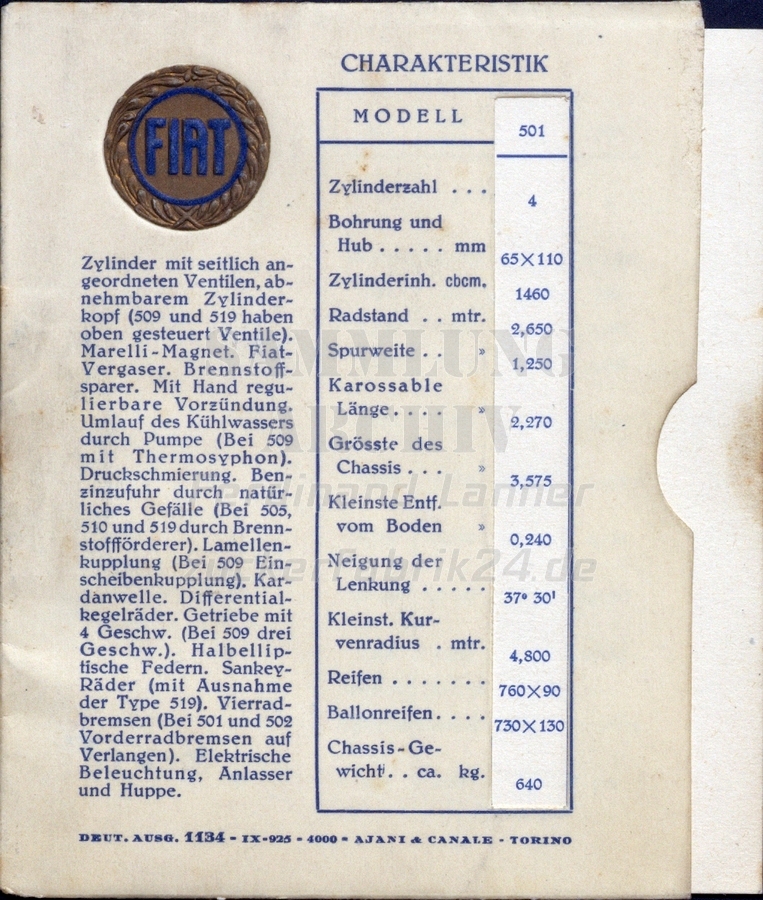 FIAT
Zylinder mit seitlich an-
geordneten Ventilen, ab-
nehmbarem Zylinder-
kopf (509 und 519 haben
oben gesteuert Ventile).
Marelli-Magnet. Fiat-
Vergaser. Brennstoff-
sparer. Mit Hand regu-
lierbare Vorzündung.
Umlauf des Kühlwassers
durch Pumpe (Bei 509
mit Thermosyphon).
Druckschmierung. Ben-
zinzufuhr durch natür-
liches Gefälle (Bei 505,
510 und 519 durch Brenn-
stoffförderer). Lamellen-
kupplung (Bei 509 Ein-
scheibenkupplung). Kar-
danwelle. Differential-
kegelräder. Getriebe mit
4 Geschw. (Bei 509 drei
Geschw.). Halbellip-
tische Federn. Sankey-
Räder (mit Ausnahme
der Type 519). Vierrad-
bremsen (Bei 501 und 502
Vorderradbremsen auf
Verlangen). Elektrische
Beleuchtung, Anlasser
und Huppe.
CHARAKTERISTIK
MODELL 501
Zylinderzahl . . . 4
Bohrung und
Hub . . . . . mm 65×110
Zylinderinh. cbcm. 1460
Radstand . . mtr. 2,650
Spurweite . . » 1,250
Karossable
Länge . . . . » 2,270
Grösste des
Chassis . . . » 3,575
Kleinste Entf.
vom Boden » 0,240
Neigung der
Lenkung . . . . . 37° 30'
Kleinst. Kur-
venradius . mtr. 4,800
Reifen . . . . . . . 760×90
Ballonreifen . . . . 730×130
Chassis-Ge-
wicht . . ca. kg. 640
DEUT. AUSG. 1134 - IX-925 - 4000 - AJANI & CANALE - TORINO
SAMMLUNG
ARCHIV
Ferdinand Lanner
zuckerfabrik24.de